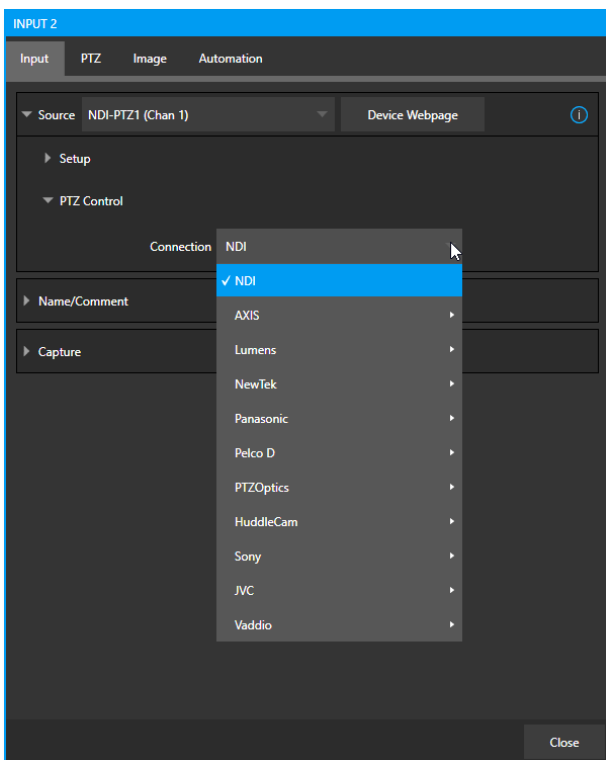 INPUT 2
Input PTZ Image Automation
Source NDI-PTZ1 (Chan 1) Device Webpage
Setup
PTZ Control
Connection NDI
✓ NDI
Name/Comment
AXIS
Capture
Lumens
NewTek
Panasonic
Pelco D
PTZOptics
HuddleCam
Sony
JVC
Vaddio
Close